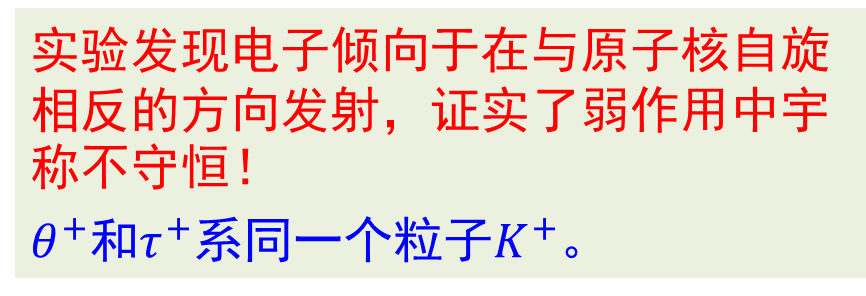 实验发现电子倾向于在与原子核自旋
相反的方向发射，证实了弱作用中宇
称不守恒！
θ⁺和τ⁺系同一个粒子K⁺。